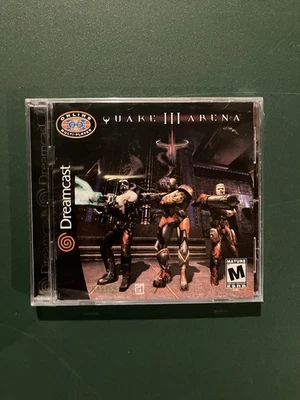 ONLINE
MULTI-PLAYER
QUAKE III ARENA
Dreamcast
MATURE
M
ESRB